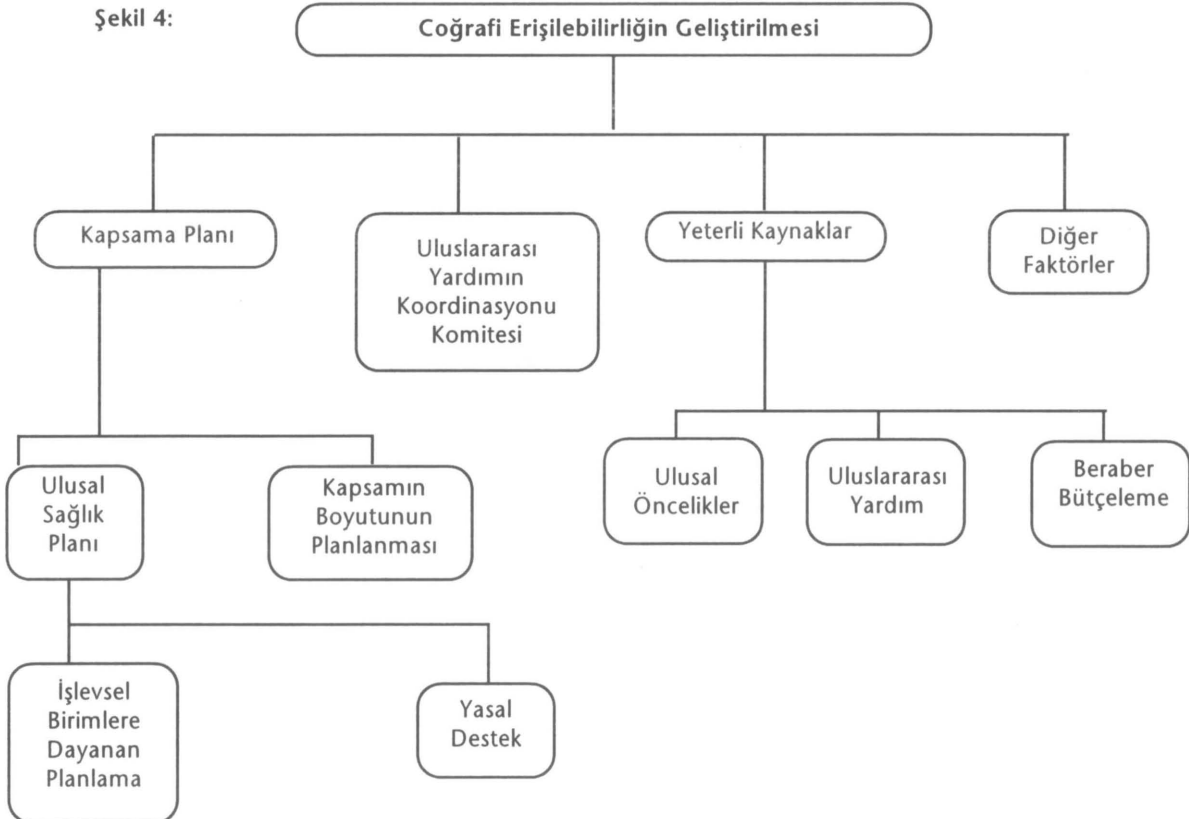 Şekil 4:
Coğrafi Erişilebilirliğin Geliştirilmesi
Kapsama Planı
Uluslararası
Yardımın
Koordinasyonu
Komitesi
Yeterli Kaynaklar
Diğer
Faktörler
Ulusal
Sağlık
Planı
Kapsamın
Boyutunun
Planlanması
Ulusal
Öncelikler
Uluslararası
Yardım
Beraber
Bütçeleme
İşlevsel
Birimlere
Dayanan
Planlama
Yasal
Destek